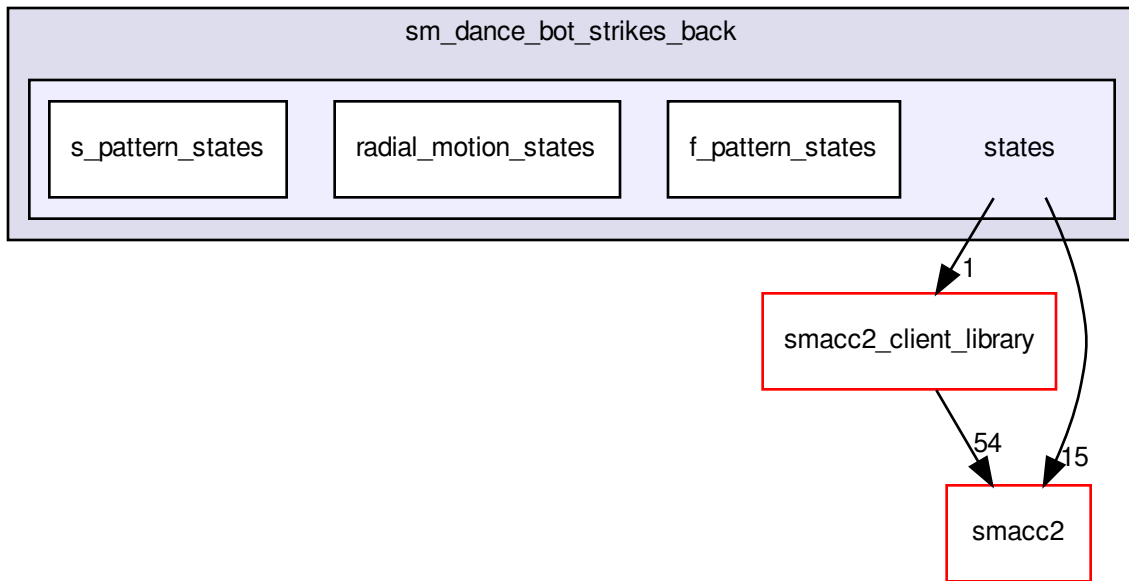 sm_dance_bot_strikes_back
s_pattern_states
radial_motion_states
f_pattern_states
states
1
smacc2_client_library
54
15
smacc2